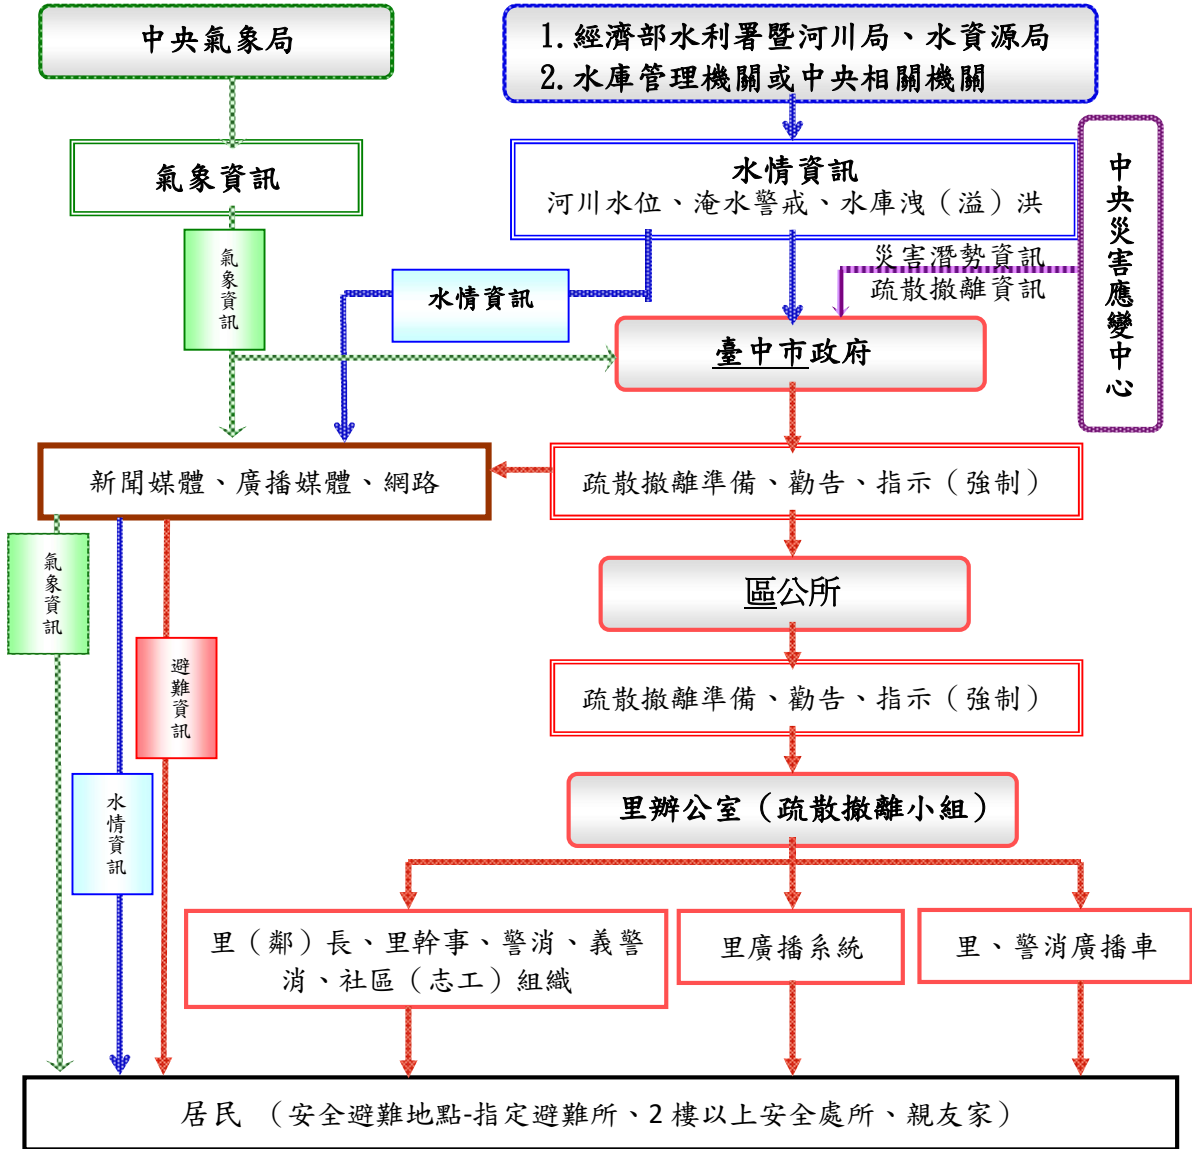 中央氣象局
1. 經濟部水利署暨河川局、水資源局
2. 水庫管理機關或中央相關機關
氣象資訊
水情資訊
河川水位、淹水警戒、水庫洩（溢）洪
中央災害應變中心
氣象資訊
水情資訊
災害潛勢資訊
疏散撤離資訊
臺中市政府
新聞媒體、廣播媒體、網路
疏散撤離準備、勸告、指示（強制）
氣象資訊
區公所
避難資訊
疏散撤離準備、勸告、指示（強制）
水情資訊
里辦公室（疏散撤離小組）
里（鄰）長、里幹事、警消、義警
消、社區（志工）組織
里廣播系統
里、警消廣播車
居民 （安全避難地點-指定避難所、2 樓以上安全處所、親友家）